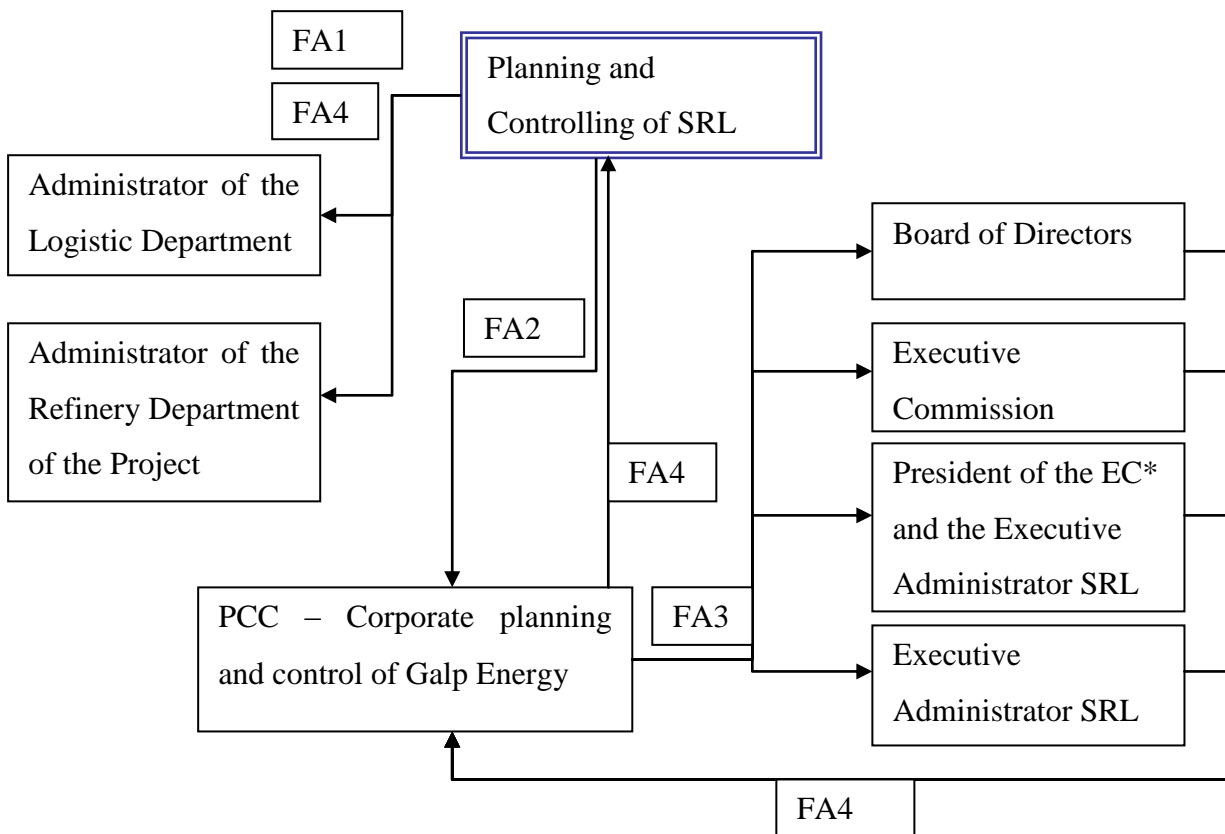 FA1
Planning and
Controlling of SRL
FA4
Administrator of the
Logistic Department
Board of Directors
Administrator of the
Refinery Department
of the Project
FA2
Executive
Commission
FA4
President of the EC*
and the Executive
Administrator SRL
PCC – Corporate planning
and control of Galp Energy
FA3
Executive
Administrator SRL
FA4